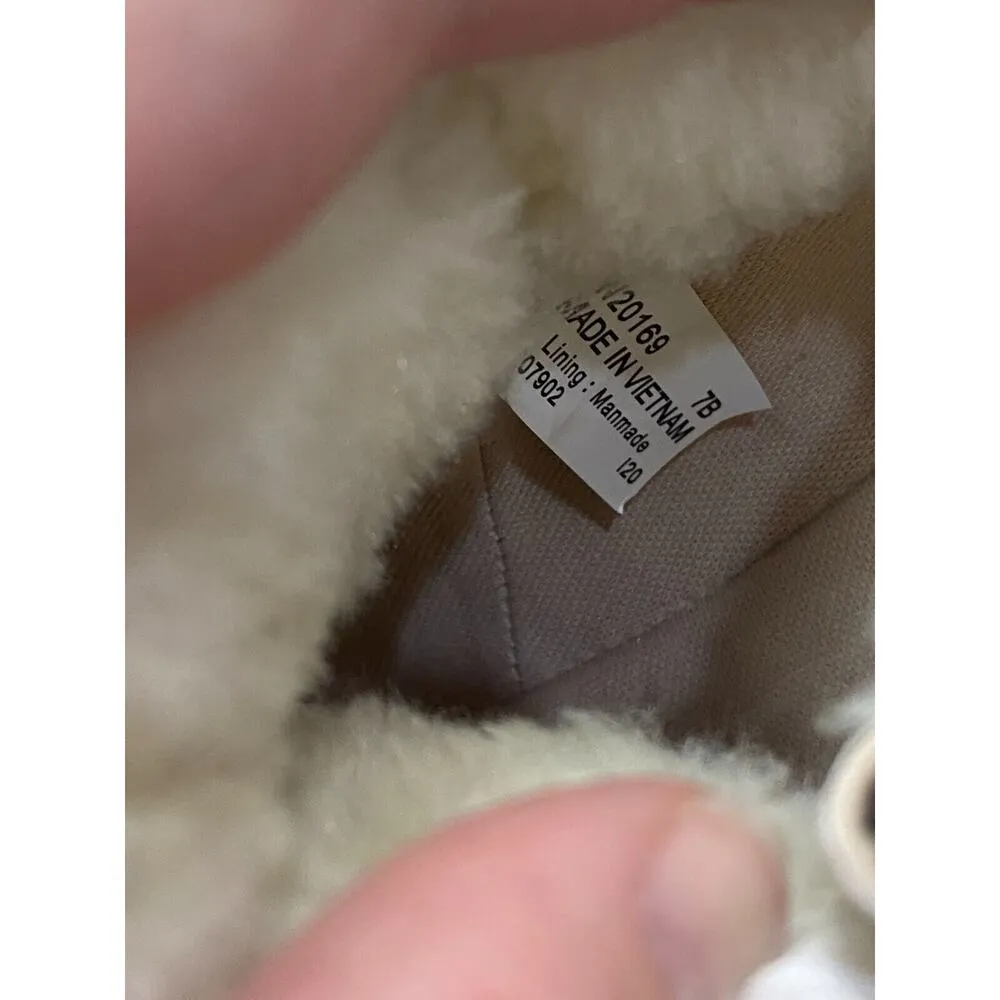 20169 7B
MADE IN VIETNAM
Lining : Manmade
07902 I20